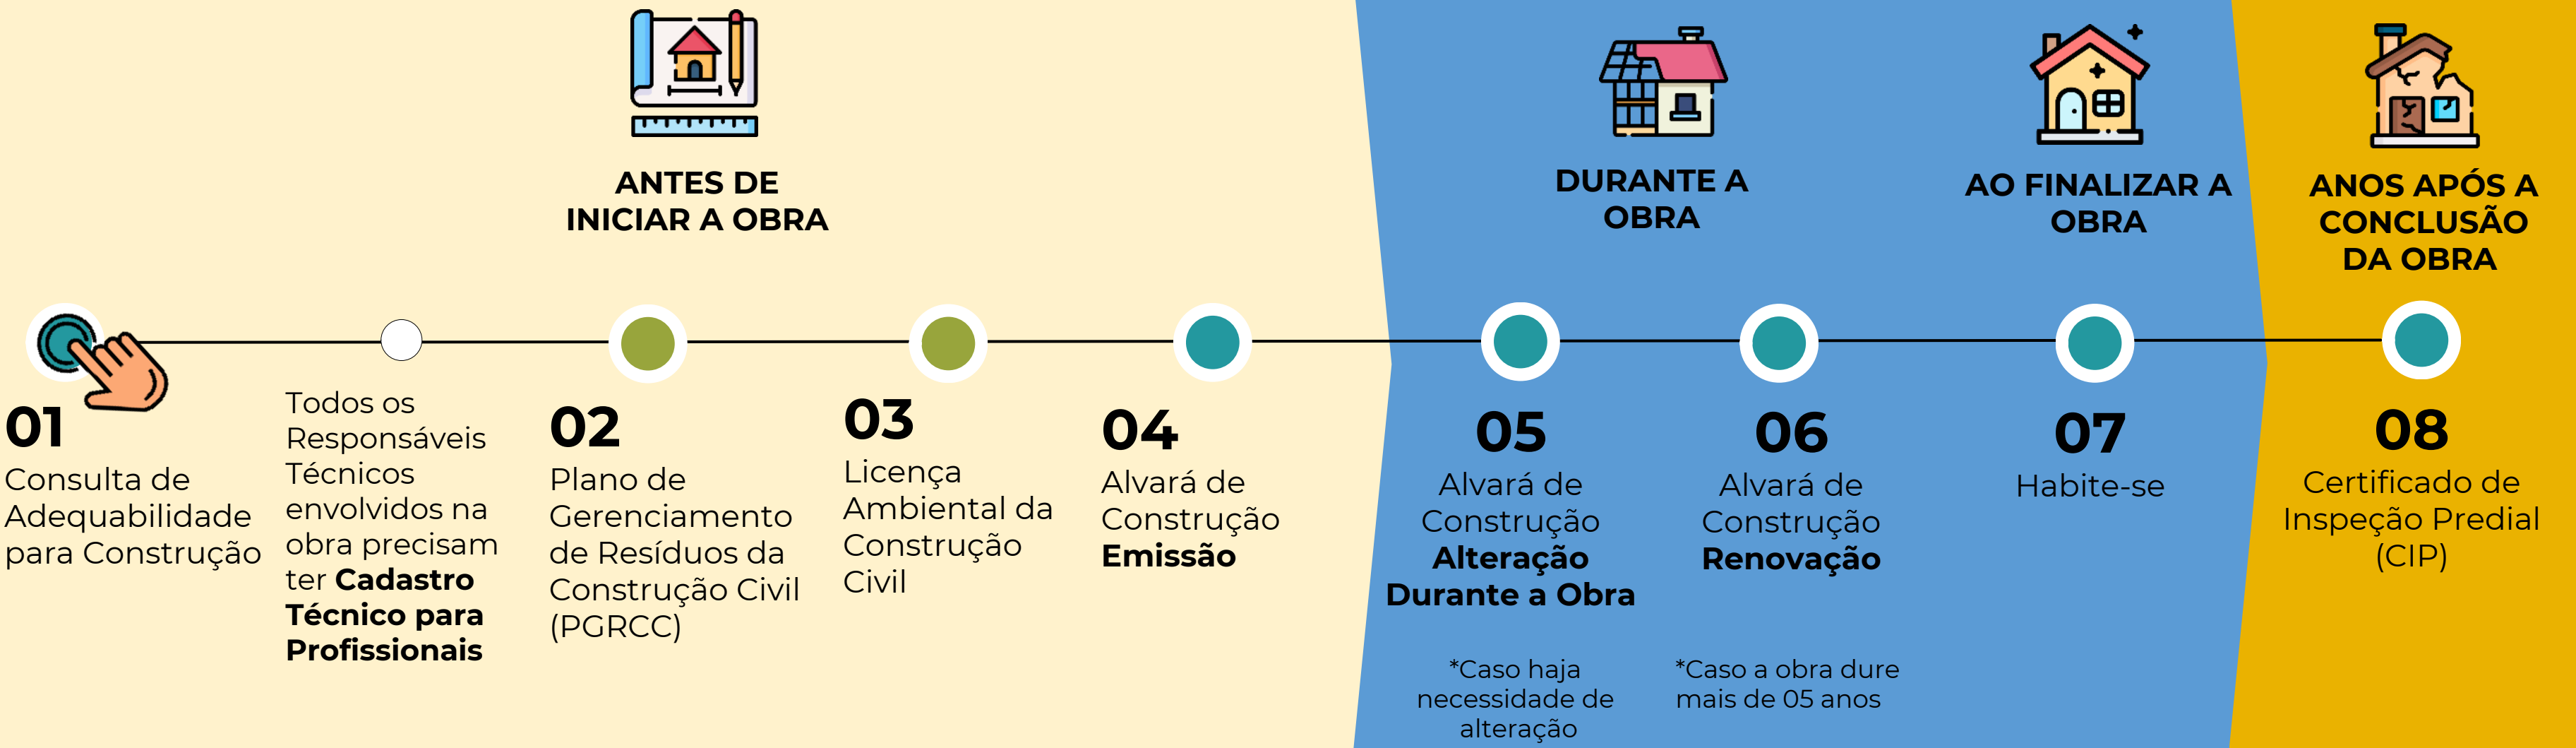 ANTES DE
INICIAR A OBRA
DURANTE A
OBRA
AO FINALIZAR A
OBRA
ANOS APÓS A
CONCLUSÃO
DA OBRA
01
Consulta de
Adequabilidade
para Construção
Todos os
Responsáveis
Técnicos
envolvidos na
obra precisam
ter Cadastro
Técnico para
Profissionais
02
Plano de
Gerenciamento
de Resíduos da
Construção Civil
(PGRCC)
03
Licença
Ambiental da
Construção
Civil
04
Alvará de
Construção
Emissão
05
Alvará de
Construção
Alteração
Durante a Obra
*Caso haja
necessidade de
alteração
06
Alvará de
Construção
Renovação
*Caso a obra dure
mais de 05 anos
07
Habite-se
08
Certificado de
Inspeção Predial
(CIP)